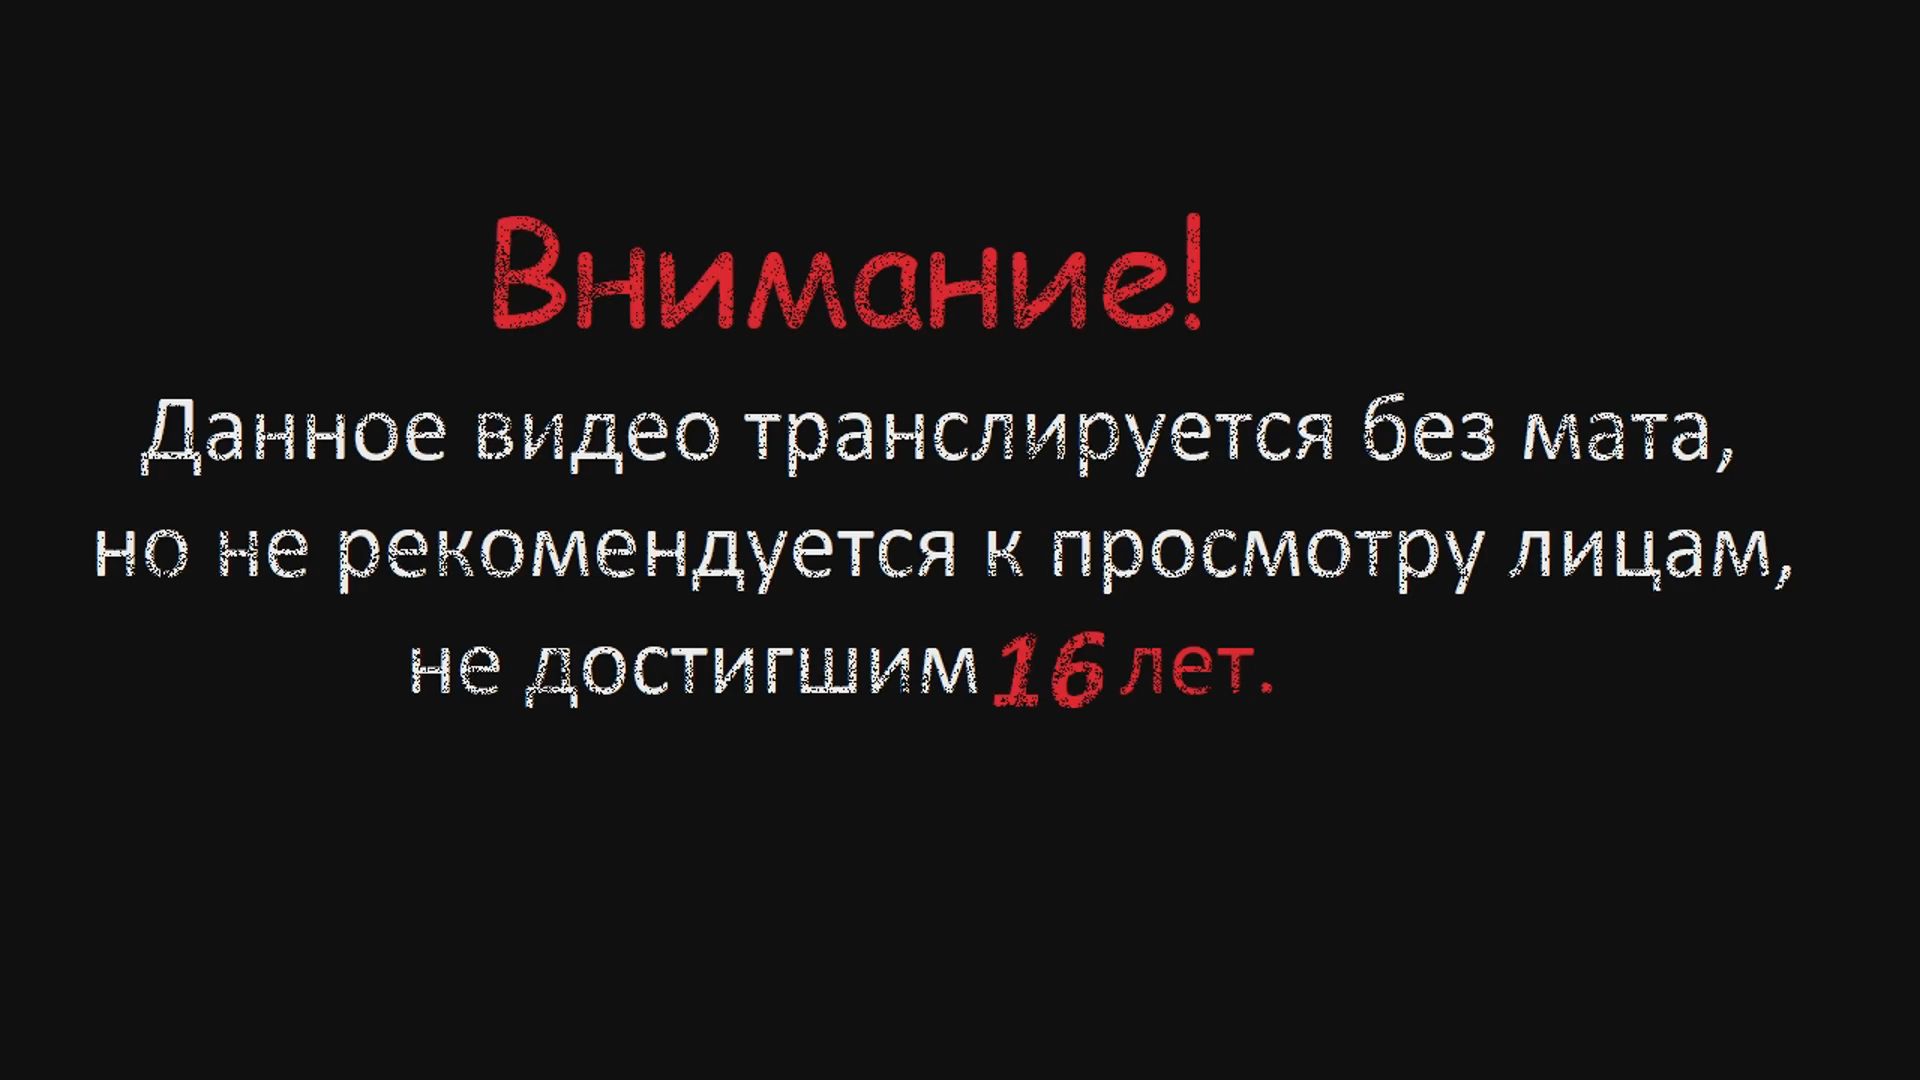 Внимание!
Данное видео транслируется без мата,
но не рекомендуется к просмотру лицам,
не достигшим 16 лет.